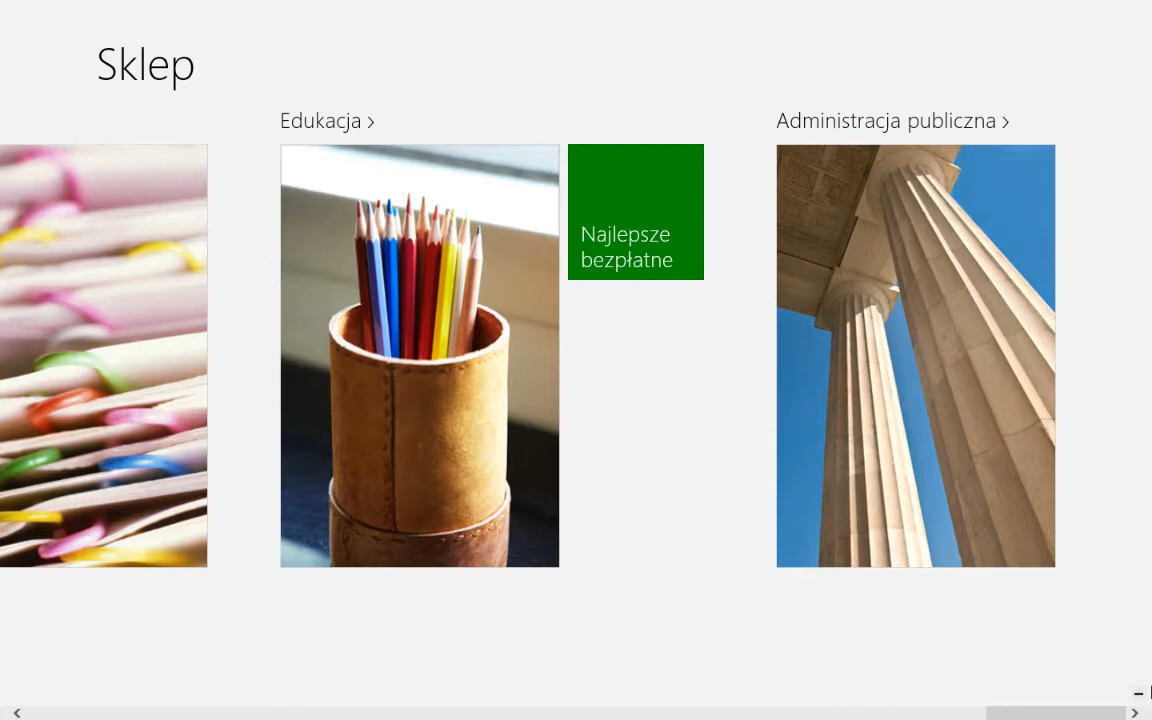 Sklep
Edukacja ›
Administracja publiczna ›
Najlepsze
bezpłatne